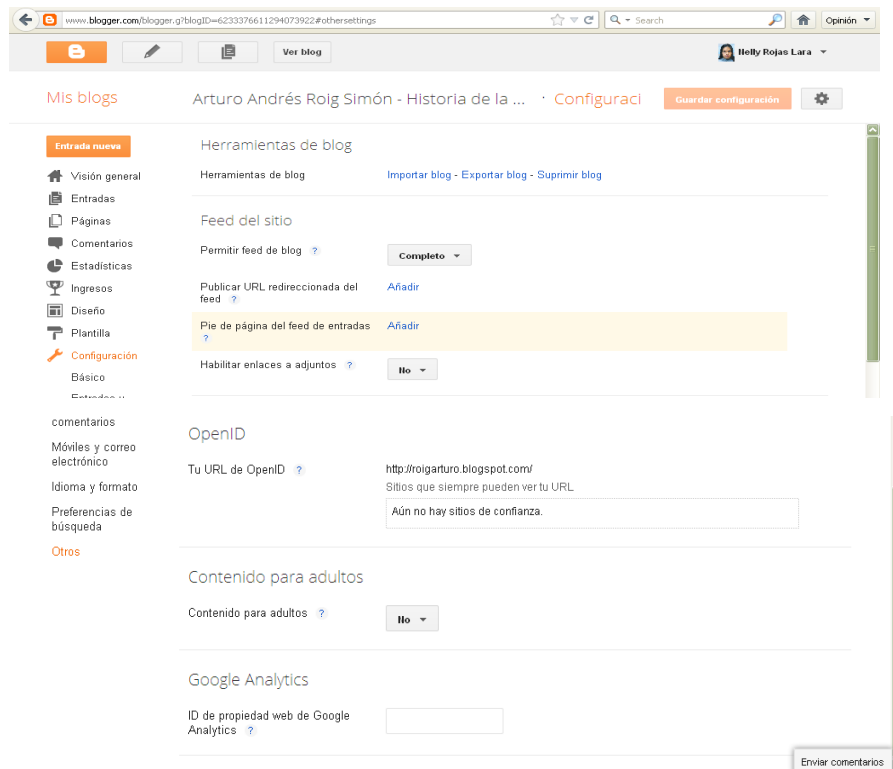 www.blogger.com/blogger.g?blogID=6233376611294073922#othersettings
Search
Opinión
Ver blog
Nelly Rojas Lara
Mis blogs
Arturo Andrés Roig Simón - Historia de la ... · Configuraci
Guardar configuración
Entrada nueva
Visión general
Entradas
Páginas
Comentarios
Estadísticas
Ingresos
Diseño
Plantilla
Configuración
Básico
Entradas y
comentarios
Móviles y correo
electrónico
Idioma y formato
Preferencias de
búsqueda
Otros
Herramientas de blog
Herramientas de blog Importar blog - Exportar blog - Suprimir blog
Feed del sitio
Permitir feed de blog ? Completo
Publicar URL redireccionada del Añadir
feed ?
Pie de página del feed de entradas Añadir
?
Habilitar enlaces a adjuntos ? No
OpenID
Tu URL de OpenID ? http://roigarturo.blogspot.com/
Sitios que siempre pueden ver tu URL
Aún no hay sitios de confianza.
Contenido para adultos
Contenido para adultos ? No
Google Analytics
ID de propiedad web de Google
Analytics ?
Enviar comentarios